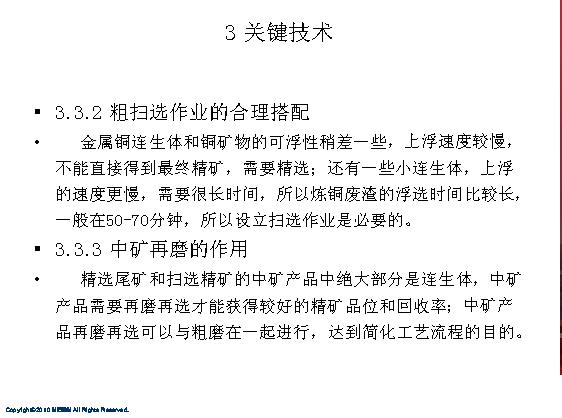 3 关键技术
▪ 3.3.2 粗扫选作业的合理搭配
• 金属铜连生体和铜矿物的可浮性稍差一些，上浮速度较慢，
不能直接得到最终精矿，需要精选；还有一些小连生体，上浮
的速度更慢，需要很长时间，所以炼铜废渣的浮选时间比较长，
一般在50-70分钟，所以设立扫选作业是必要的。
▪ 3.3.3 中矿再磨的作用
• 精选尾矿和扫选精矿的中矿产品中绝大部分是连生体，中矿
产品需要再磨再选才能获得较好的精矿品位和回收率；中矿产
品再磨再选可以与粗磨在一起进行，达到简化工艺流程的目的。
All Rights Reserved.